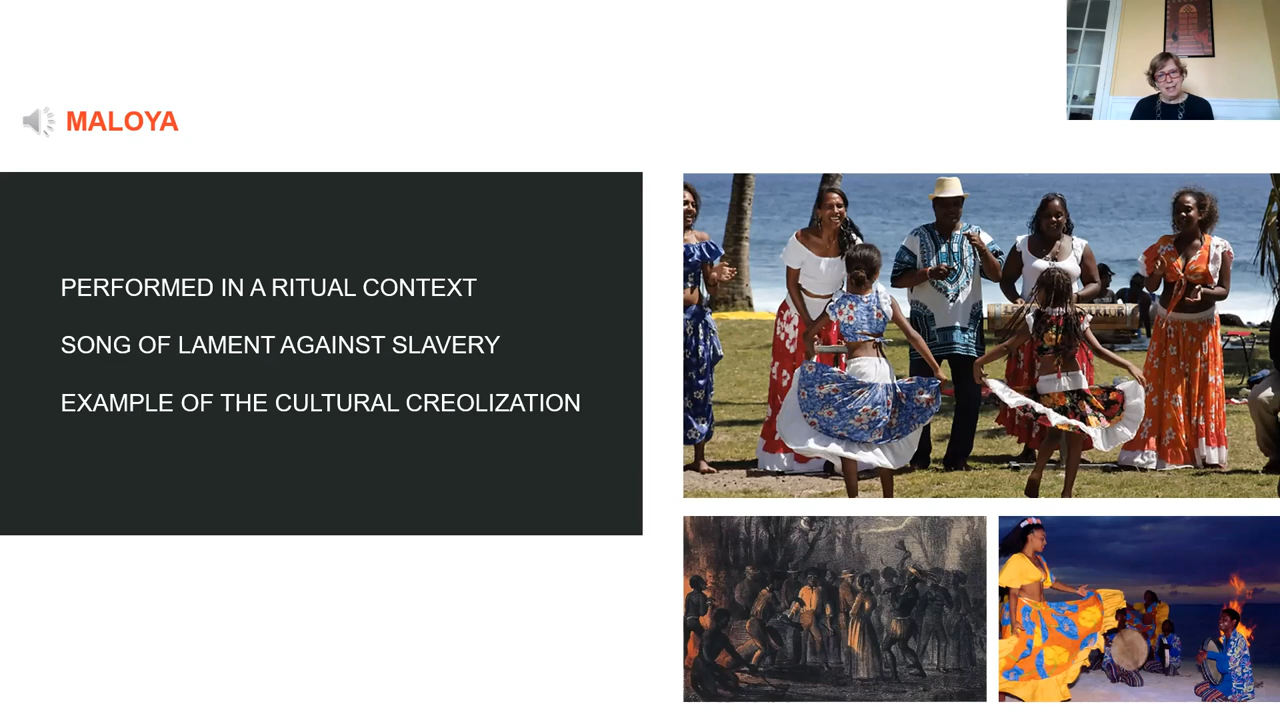 MALOYA
PERFORMED IN A RITUAL CONTEXT
SONG OF LAMENT AGAINST SLAVERY
EXAMPLE OF THE CULTURAL CREOLIZATION